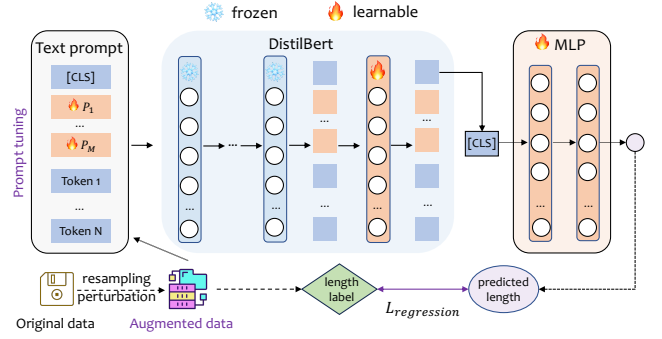 frozen
learnable
Text prompt
DistilBert
MLP
[CLS]
P1
...
PM
Token 1
...
Token N
Prompt tuning
...
...
...
...
...
...
...
...
[CLS]
...
...
resampling
perturbation
Original data
Augmented data
length
label
Lregression
predicted
length